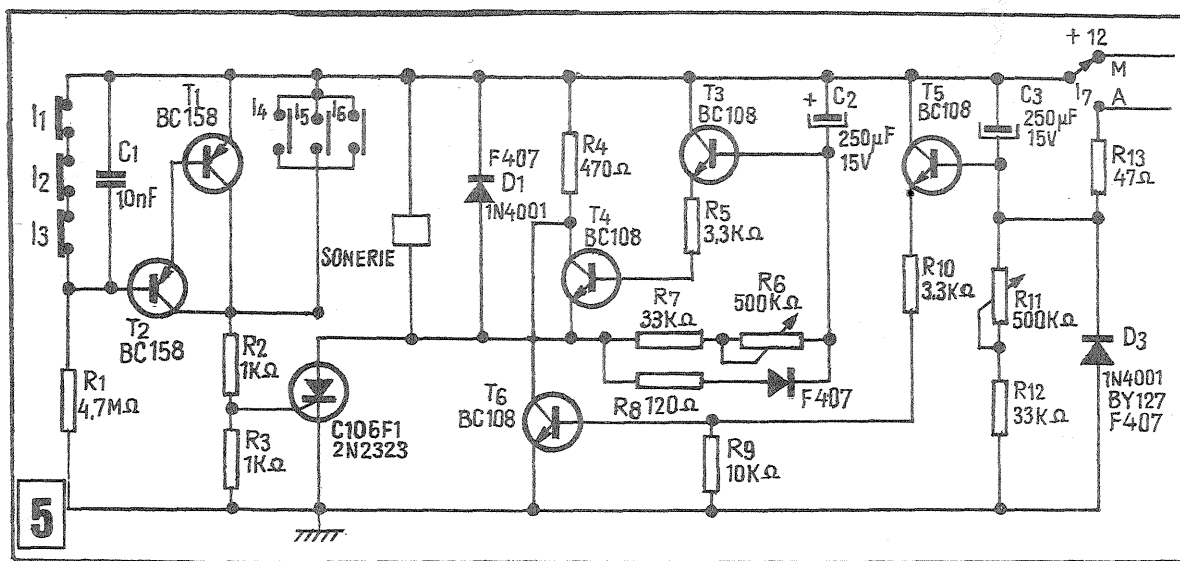 I1
I2
I3
C1
10nF
T1
BC158
T2
BC158
R1
4,7MΩ
I4
I5
I6
SONERIE
R2
1KΩ
R3
1KΩ
C106F1
2N2323
F407
D1
1N4001
R4
470Ω
T4
BC108
T3
BC108
R5
3,3KΩ
+
C2
250μF
15V
R7
33KΩ
R6
500KΩ
R8 120Ω
F407
T6
BC108
R9
10KΩ
T5
BC108
R10
3,3KΩ
C3
250μF
15V
+ 12
M
I7
A
R13
47Ω
R11
500KΩ
R12
33KΩ
D3
1N4001
BY127
F407
5